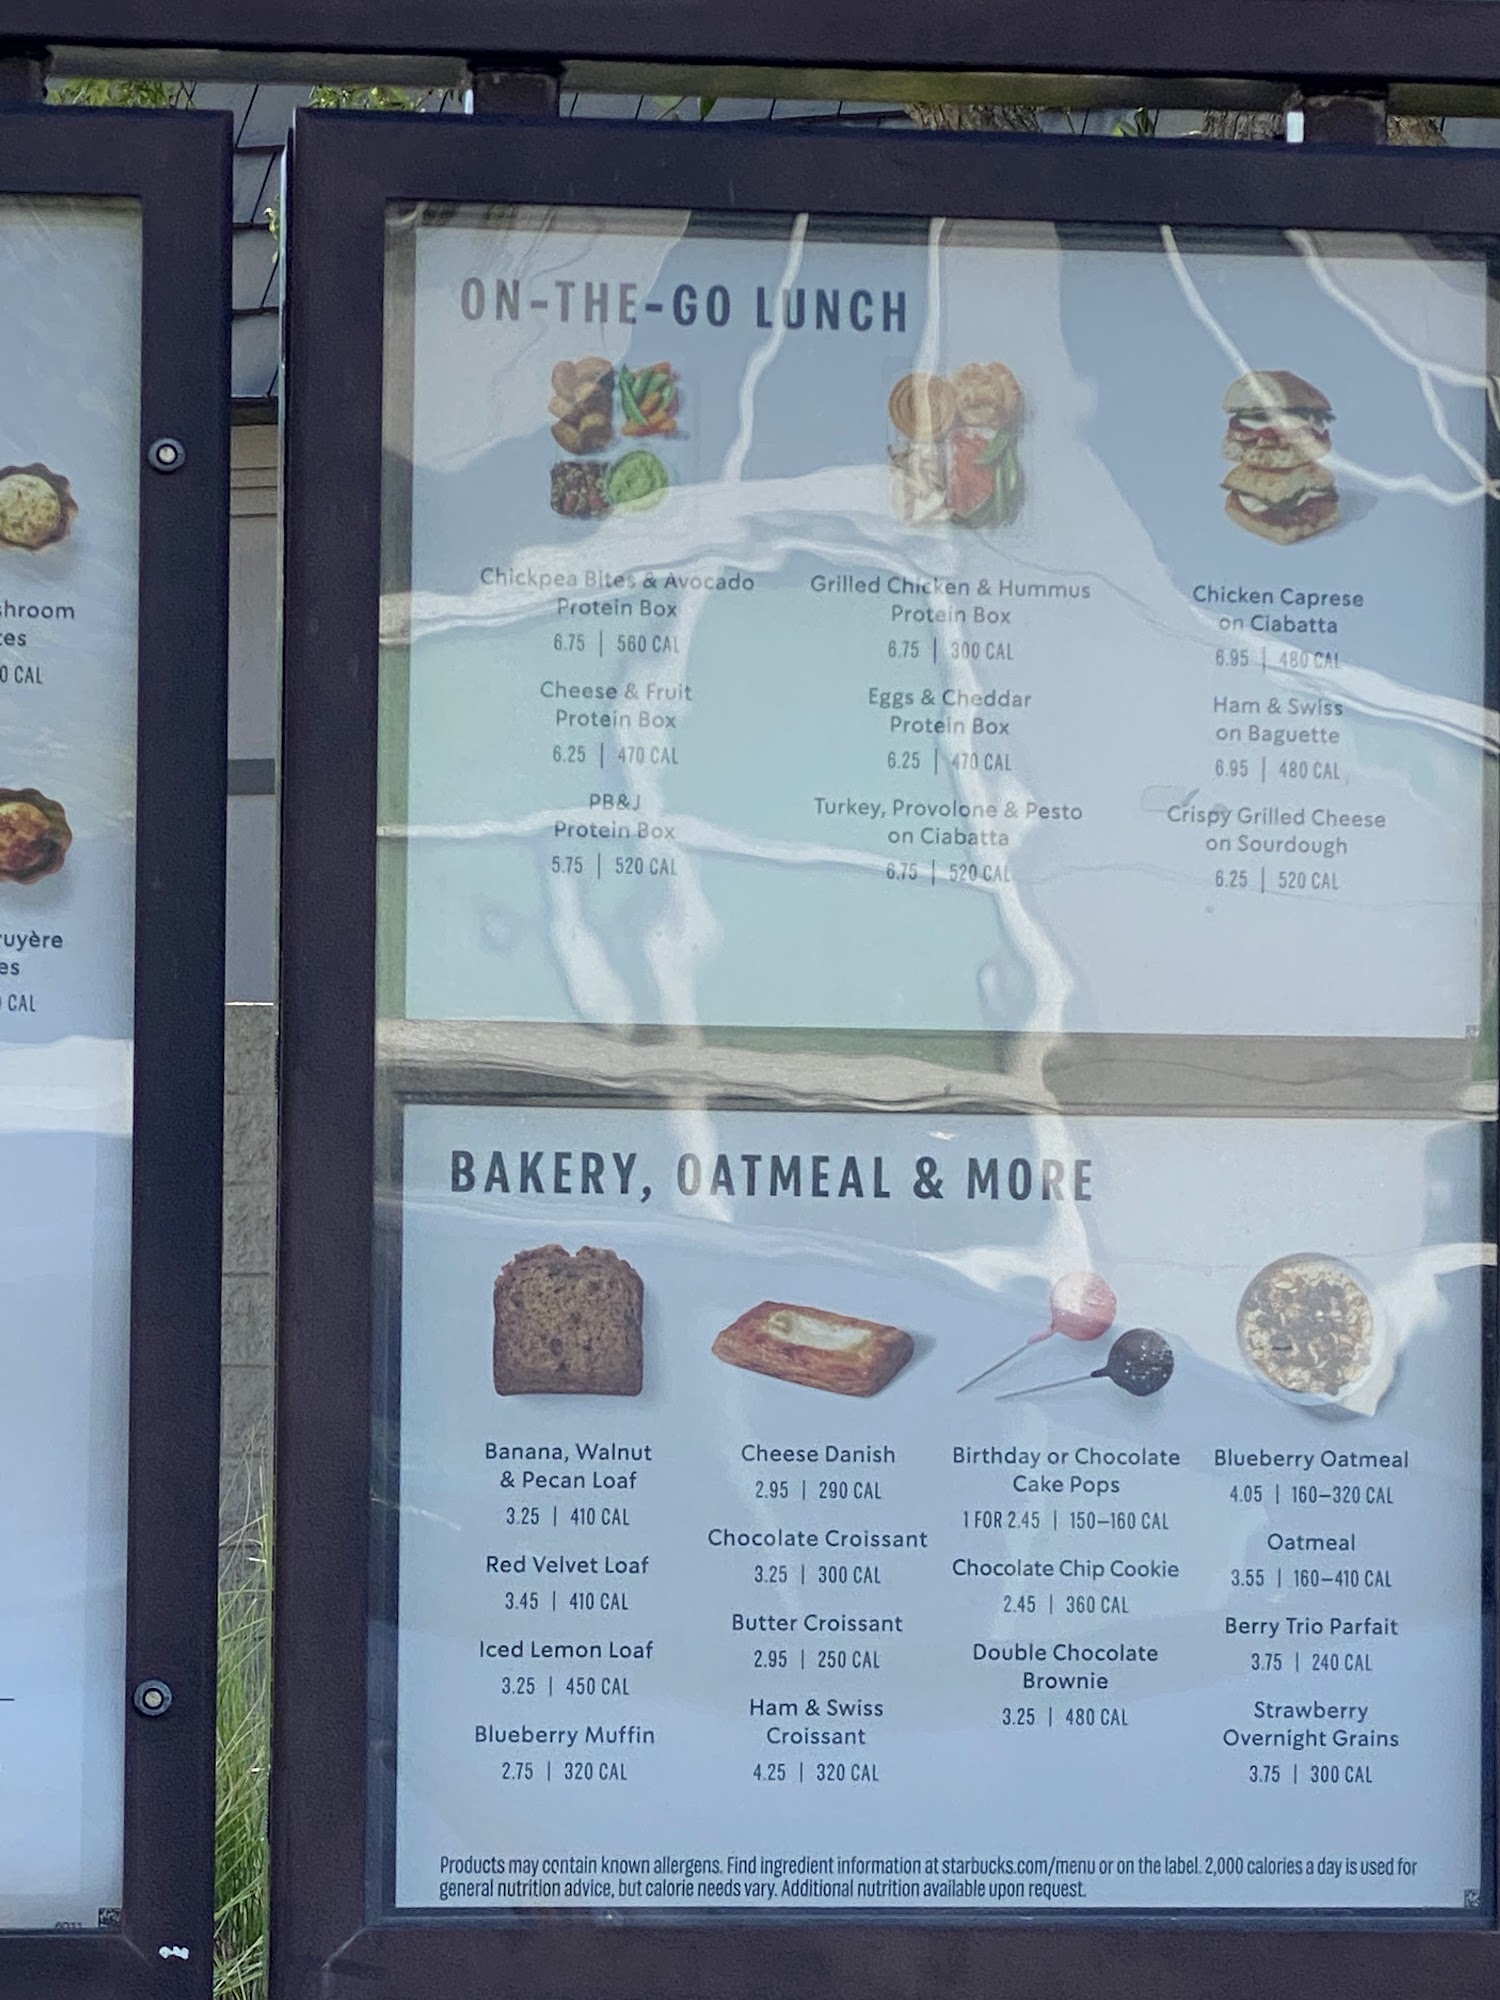 shroom
es
0 CAL
ruyère
es
CAL
ON-THE-GO LUNCH
Chickpea Bites & Avocado
Protein Box
6.75 | 560 CAL
Cheese & Fruit
Protein Box
6.25 | 470 CAL
PB&J
Protein Box
5.75 | 520 CAL
Grilled Chicken & Hummus
Protein Box
6.75 | 300 CAL
Eggs & Cheddar
Protein Box
6.25 | 470 CAL
Turkey, Provolone & Pesto
on Ciabatta
6.75 | 520 CAL
Chicken Caprese
on Ciabatta
6.95 | 480 CAL
Ham & Swiss
on Baguette
6.95 | 480 CAL
Crispy Grilled Cheese
on Sourdough
6.25 | 520 CAL
BAKERY, OATMEAL & MORE
Banana, Walnut
& Pecan Loaf
3.25 | 410 CAL
Red Velvet Loaf
3.45 | 410 CAL
Iced Lemon Loaf
3.25 | 450 CAL
Blueberry Muffin
2.75 | 320 CAL
Cheese Danish
2.95 | 290 CAL
Chocolate Croissant
3.25 | 300 CAL
Butter Croissant
2.95 | 250 CAL
Ham & Swiss
Croissant
4.25 | 320 CAL
Birthday or Chocolate
Cake Pops
1 FOR 2.45 | 150–160 CAL
Chocolate Chip Cookie
2.45 | 360 CAL
Double Chocolate
Brownie
3.25 | 480 CAL
Blueberry Oatmeal
4.05 | 160–320 CAL
Oatmeal
3.55 | 160–410 CAL
Berry Trio Parfait
3.75 | 240 CAL
Strawberry
Overnight Grains
3.75 | 300 CAL
Products may contain known allergens. Find ingredient information at starbucks.com/menu or on the label. 2,000 calories a day is used for
general nutrition advice, but calorie needs vary. Additional nutrition available upon request.